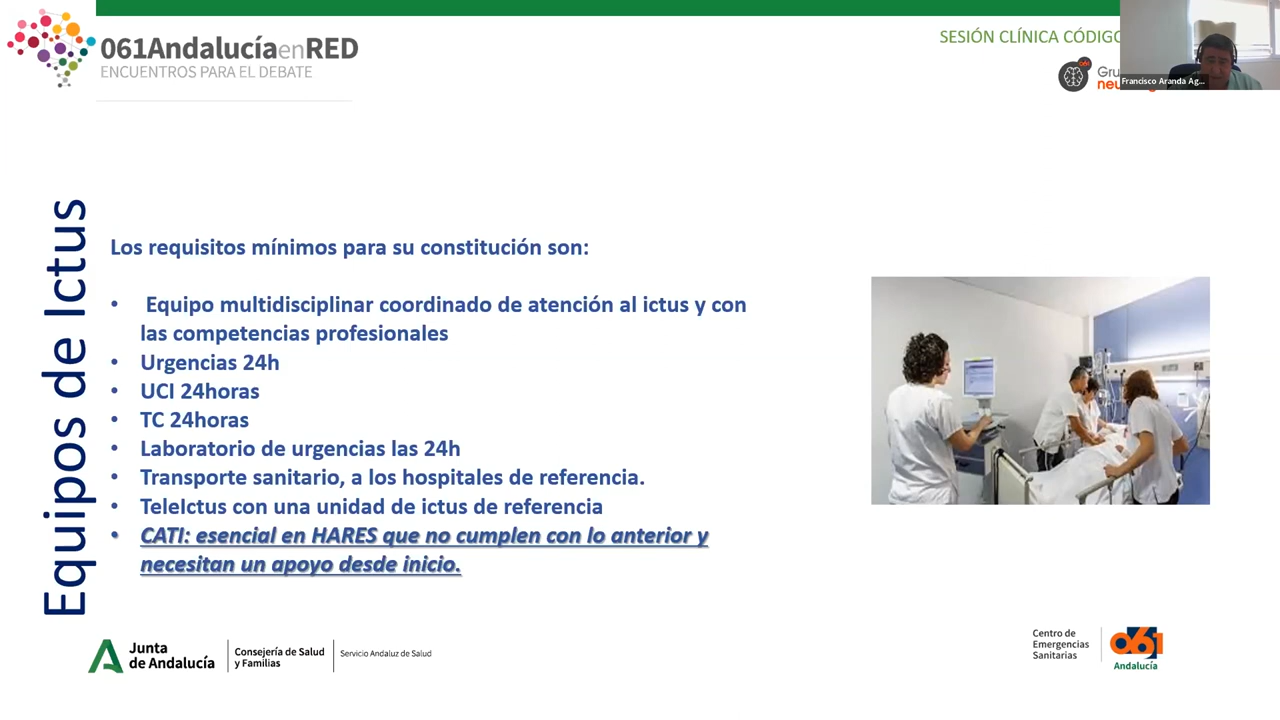 061AndalucíaenRED
ENCUENTROS PARA EL DEBATE
SESIÓN CLÍNICA CÓDIGO
Francisco Aranda Ag...
Equipos de Ictus
Los requisitos mínimos para su constitución son:
• Equipo multidisciplinar coordinado de atención al ictus y con
las competencias profesionales
• Urgencias 24h
• UCI 24horas
• TC 24horas
• Laboratorio de urgencias las 24h
• Transporte sanitario, a los hospitales de referencia.
• TeleIctus con una unidad de ictus de referencia
• CATI: esencial en HARES que no cumplen con lo anterior y
necesitan un apoyo desde inicio.
Junta
de Andalucía
Consejería de Salud
y Familias
Servicio Andaluz de Salud
Centro de
Emergencias
Sanitarias
061
Andalucía